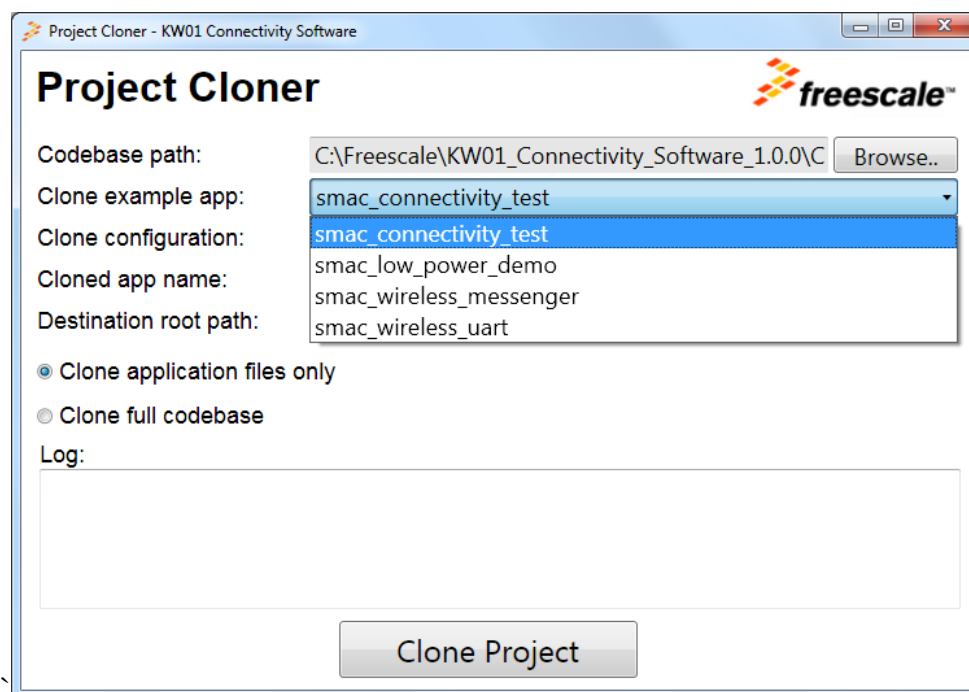 Project Cloner - KW01 Connectivity Software
Project Cloner
freescale™
Codebase path: C:\Freescale\KW01_Connectivity_Software_1.0.0\C Browse..
Clone example app: smac_connectivity_test
Clone configuration: smac_connectivity_test
smac_low_power_demo
Cloned app name: smac_wireless_messenger
Destination root path: smac_wireless_uart
Clone application files only
Clone full codebase
Log:
Clone Project
`